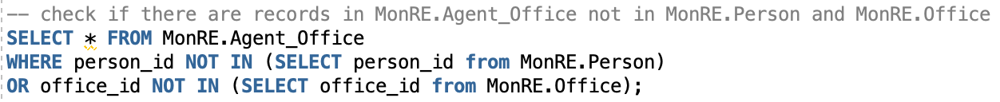 -- check if there are records in MonRE.Agent_Office not in MonRE.Person and MonRE.Office
SELECT * FROM MonRE.Agent_Office
WHERE person_id NOT IN (SELECT person_id from MonRE.Person)
OR office_id NOT IN (SELECT office_id from MonRE.Office);